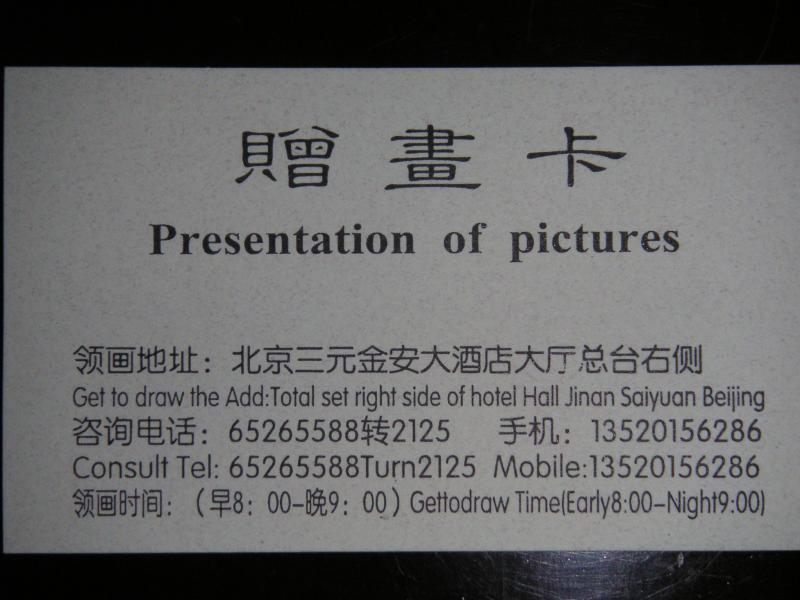 贈畫卡
Presentation of pictures
领画地址：北京三元金安大酒店大厅总台右侧
Get to draw the Add:Total set right side of hotel Hall Jinan Saiyuan Beijing
咨询电话：65265588转2125 手机：13520156286
Consult Tel: 65265588Turn2125 Mobile:13520156286
领画时间：（早8：00-晚9：00）Gettodraw Time(Early8:00-Night9:00)